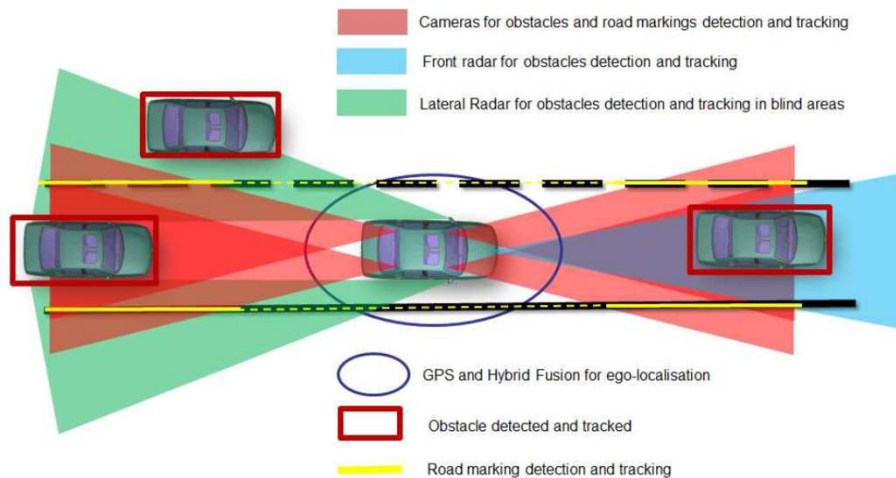 Cameras for obstacles and road markings detection and tracking
Front radar for obstacles detection and tracking
Lateral Radar for obstacles detection and tracking in blind areas
GPS and Hybrid Fusion for ego-localisation
Obstacle detected and tracked
Road marking detection and tracking